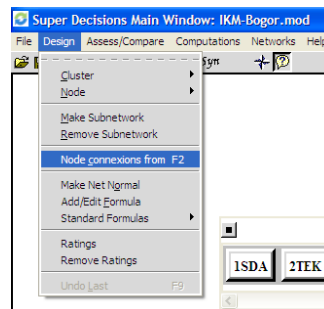 Super Decisions Main Window: IKM-Bogor.mod
File Design Assess/Compare Computations Networks Help
Syn
Cluster
Node
Make Subnetwork
Remove Subnetwork
Node connexions from F2
Make Net Normal
Add/Edit Formula
Standard Formulas
Ratings
Remove Ratings
Undo Last F9
1SDA 2TEK